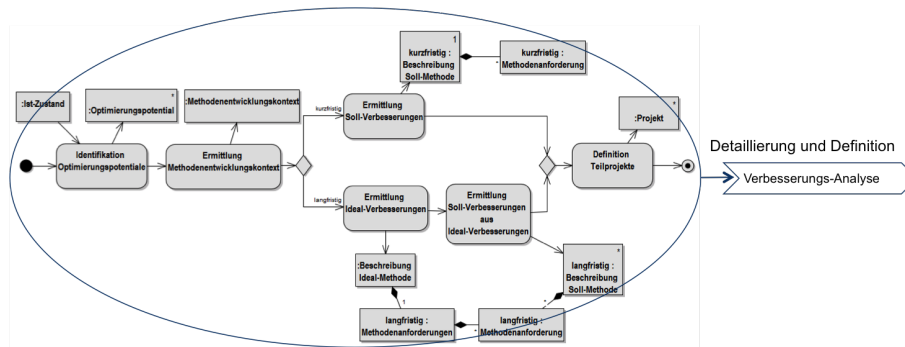 1
kurzfristig :
Beschreibung
Soll-Methode
*
kurzfristig :
Methodenanforderung
:Ist-Zustand
*
:Optimierungspotential
:Methodenentwicklungskontext
kurzfristig
Ermittlung
Soll-Verbesserungen
*
:Projekt
Identifikation
Optimierungspotentiale
Ermittlung
Methodenentwicklungskontext
Definition
Teilprojekte
Detaillierung und Definition
Verbesserungs-Analyse
langfristig
Ermittlung
Ideal-Verbesserungen
Ermittlung
Soll-Verbesserungen
aus
Ideal-Verbesserungen
:Beschreibung
Ideal-Methode
*
langfristig :
Beschreibung
Soll-Methode
1
*
langfristig :
Methodenanforderungen
*
langfristig :
Methodenanforderung